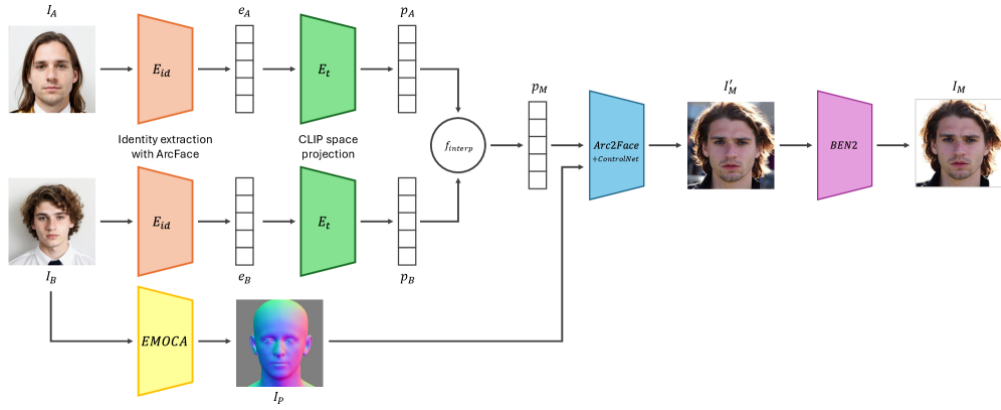 I_A
e_A
p_A
E_id
E_t
Identity extraction
with ArcFace
CLIP space
projection
f_interp
p_M
Arc2Face
+ControlNet
I'_M
BEN2
I_M
E_id
E_t
I_B
e_B
p_B
EMOCA
I_P